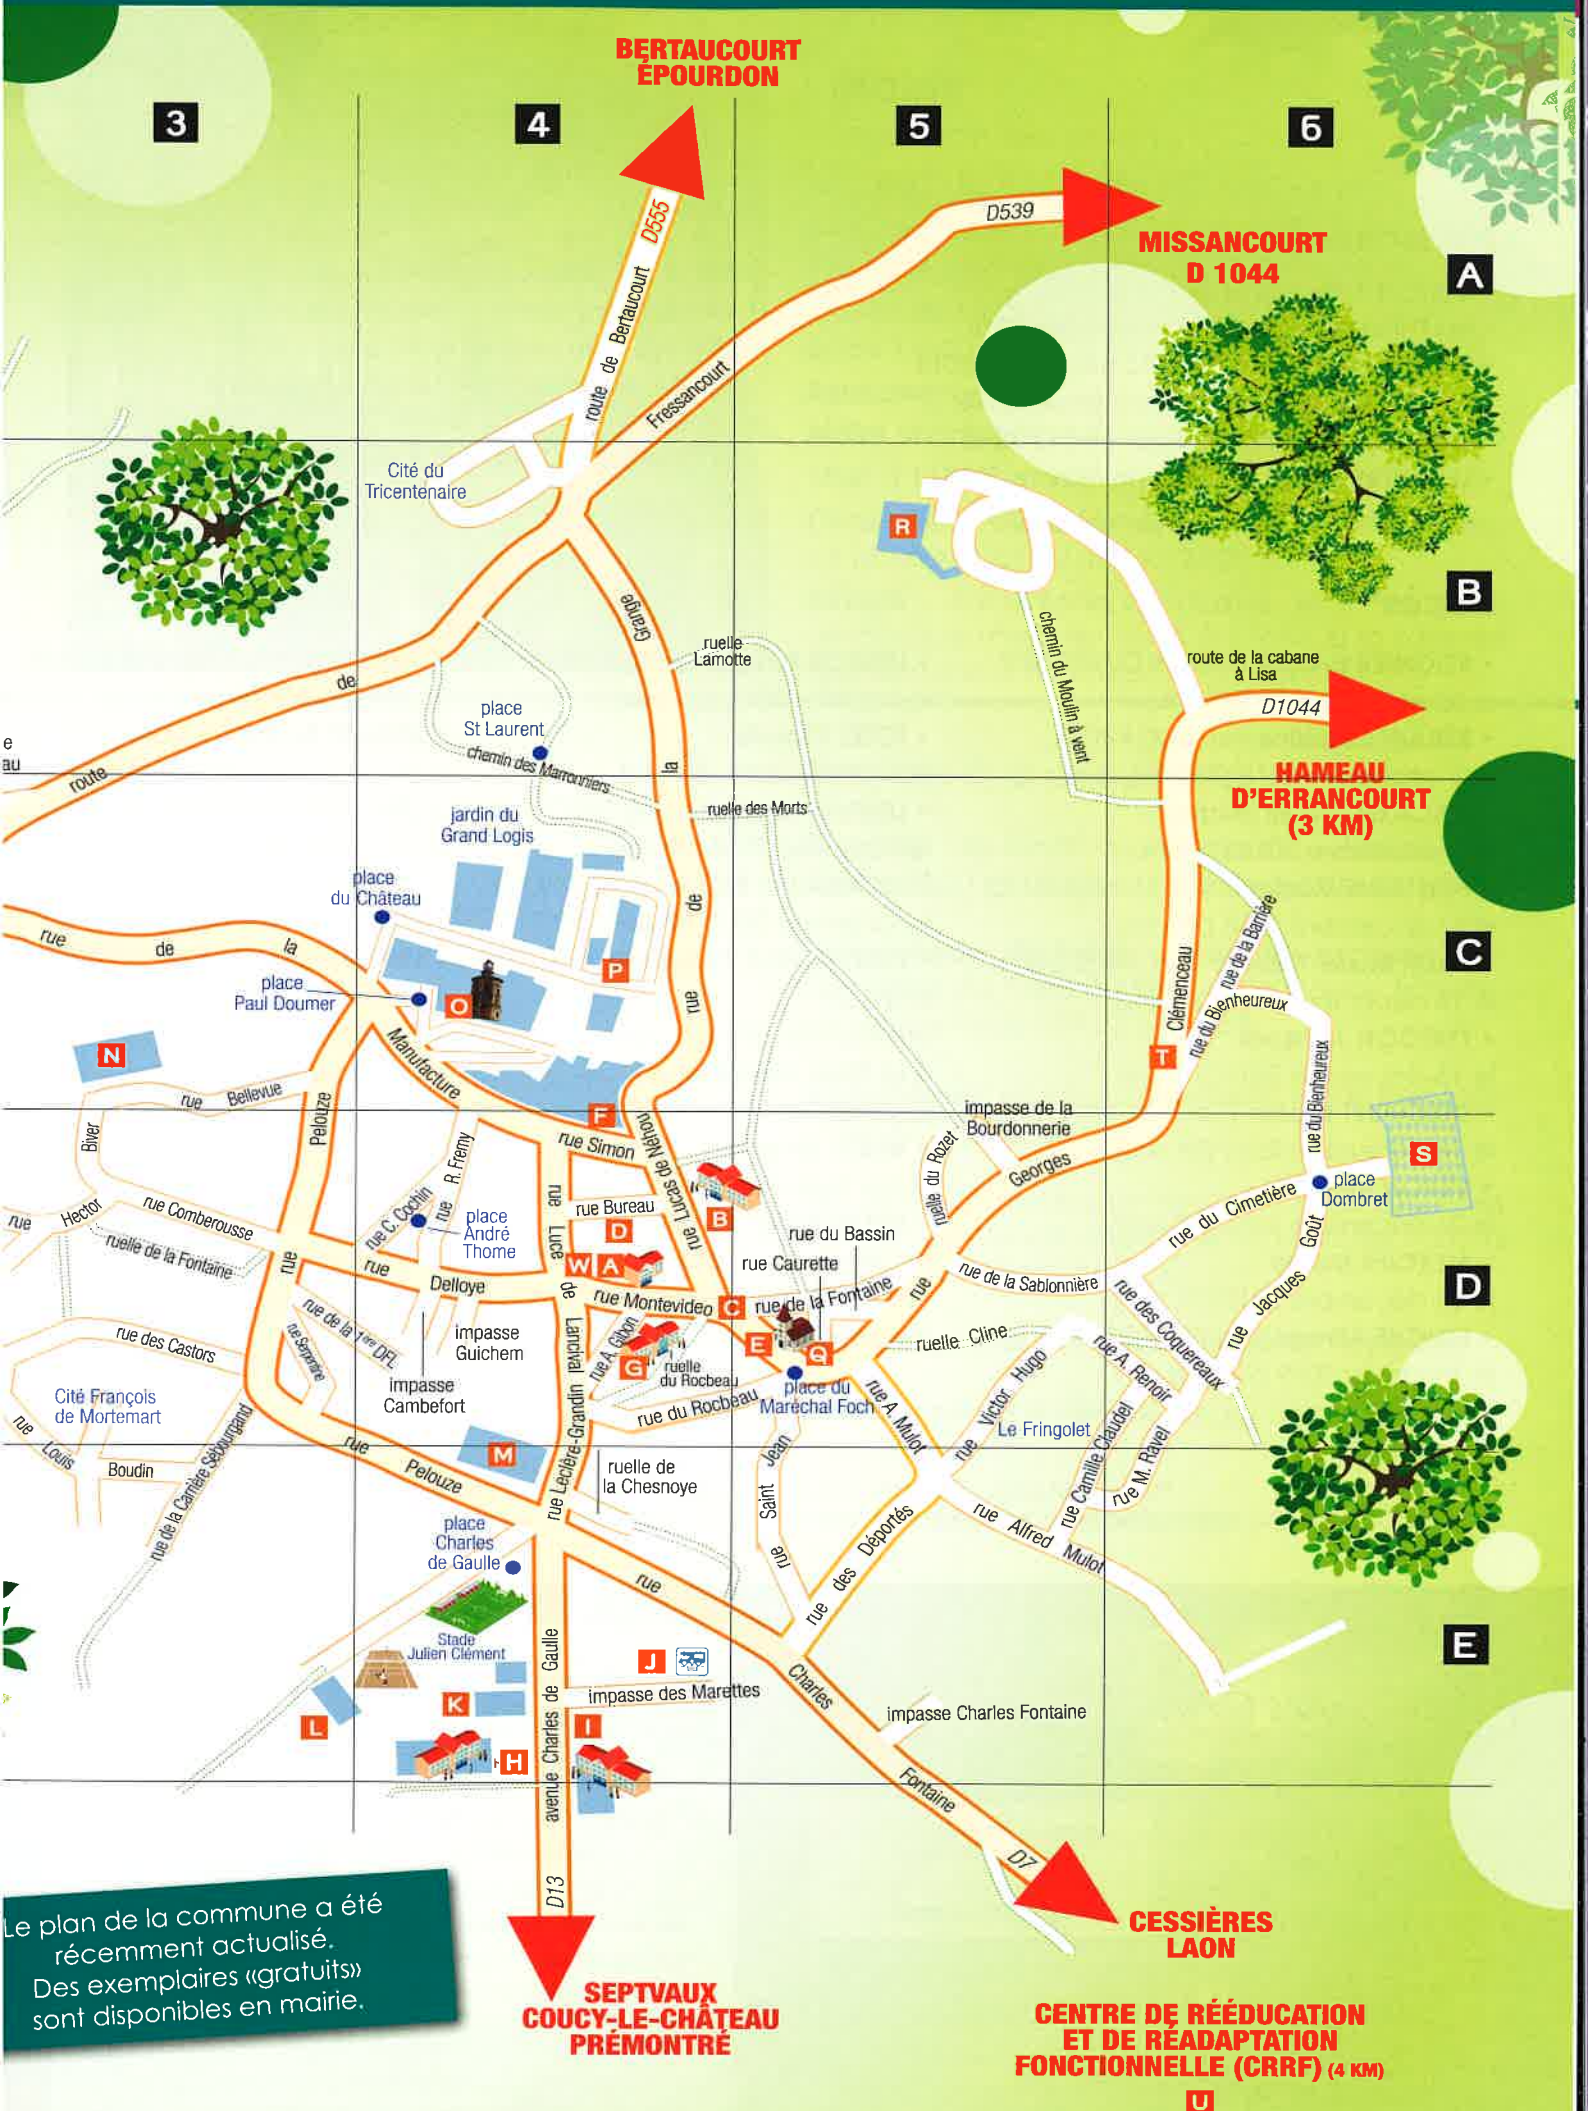 BERTAUCOURT
ÉPOURDON
3
4
5
6
D555
D539
MISSANCOURT
D 1044
A
route de Bertaucourt
Fressancourt
Cité du
Tricentenaire
R
B
Grange
ruelle
Lamotte
chemin du Moulin à vent
route de la cabane
à Lisa
D1044
de
place
St Laurent
chemin des Marronniers
e
au
route
la
HAMEAU
D'ERRANCOURT
(3 KM)
ruelle des Morts
jardin du
Grand Logis
place
du Château
de
rue
de
la
rue de la Barrière
C
P
place
Paul Doumer
O
rue
Clémenceau
rue du Bienheureux
N
Manufacture
T
rue Bellevue
Pelouze
F
impasse de la
Bourdonnerie
rue du Bienheureux
Biver
rue Simon
rue Lucas de Néhou
R. Fremy
rue
ruelle du Rozet
Georges
S
place
Dombret
rue Hector
rue Comberousse
rue C. Cochin
place
André
Thome
rue Luce de Lancival
rue Bureau
D
B
rue du Bassin
rue du Cimetière
ruelle de la Fontaine
rue
rue Delloye
W A
rue Caurette
rue de la Sablonnière
rue Jacques Goût
D
rue Montevideo
C
rue de la Fontaine
rue
rue des Coquereaux
rue des Castors
rue de la 1ère DFL
rue Serpentine
impasse
Guichem
rue A. Gibon
G
ruelle
du Rocbeau
E
Q
ruelle Cline
rue A. Renoir
impasse
Cambefort
Cité François
de Mortemart
rue du Rocbeau
place du
Maréchal Foch
rue A. Mulot
rue Victor Hugo
Le Fringolet
rue Camille Claudel
rue M. Ravel
rue Louis
Boudin
rue de la Carrière Ségourgand
rue Pelouze
M
rue Leclère-Grandin
ruelle de
la Chesnoye
rue Saint Jean
rue des Déportés
rue Alfred Mulot
place
Charles
de Gaulle
rue Charles Fontaine
Stade
Julien Clément
J
E
K
impasse des Marettes
L
I
impasse Charles Fontaine
H
avenue Charles de Gaulle
D13
D7
Le plan de la commune a été
récemment actualisé.
Des exemplaires «gratuits»
sont disponibles en mairie.
CESSIÈRES
LAON
SEPTVAUX
COUCY-LE-CHÂTEAU
PRÉMONTRÉ
CENTRE DE RÉÉDUCATION
ET DE RÉADAPTATION
FONCTIONNELLE (CRRF) (4 KM)
U